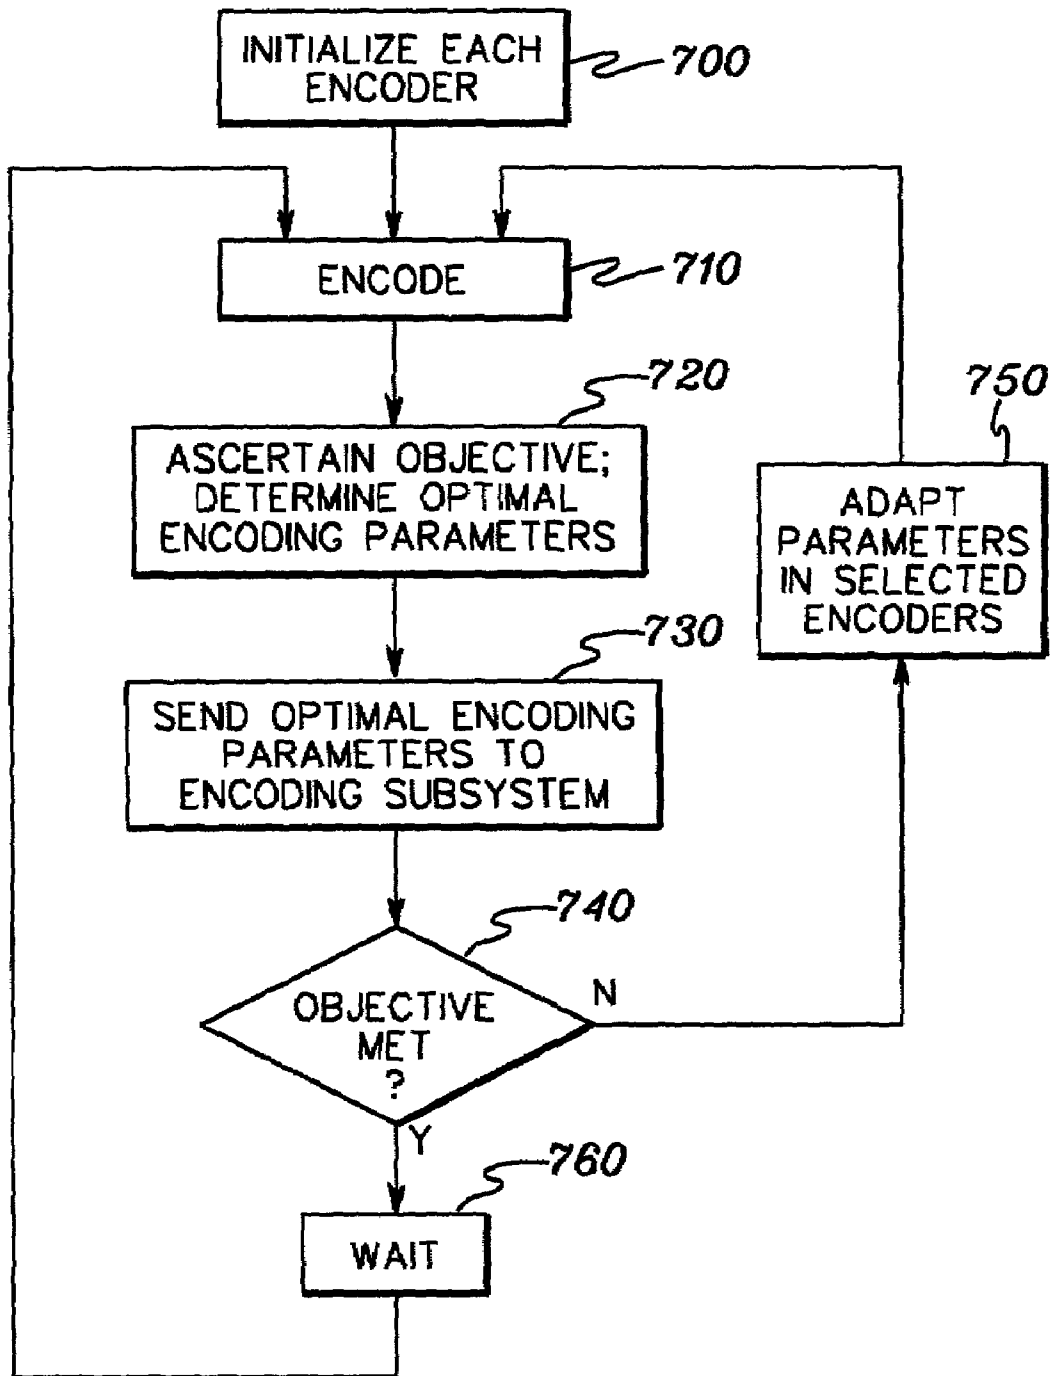 INITIALIZE EACH
ENCODER
700
ENCODE
710
720
ASCERTAIN OBJECTIVE;
DETERMINE OPTIMAL
ENCODING PARAMETERS
750
ADAPT
PARAMETERS
IN SELECTED
ENCODERS
730
SEND OPTIMAL ENCODING
PARAMETERS TO
ENCODING SUBSYSTEM
740
OBJECTIVE
MET
?
N
Y
760
WAIT